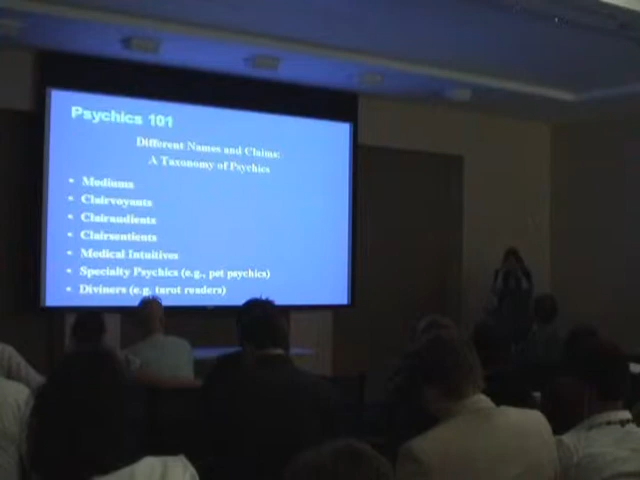 Psychics 101
Different Names and Claims:
A Taxonomy of Psychics
• Mediums
• Clairvoyants
• Clairaudients
• Clairsentients
• Medical Intuitives
• Specialty Psychics (e.g., pet psychics)
• Diviners (e.g. tarot readers)